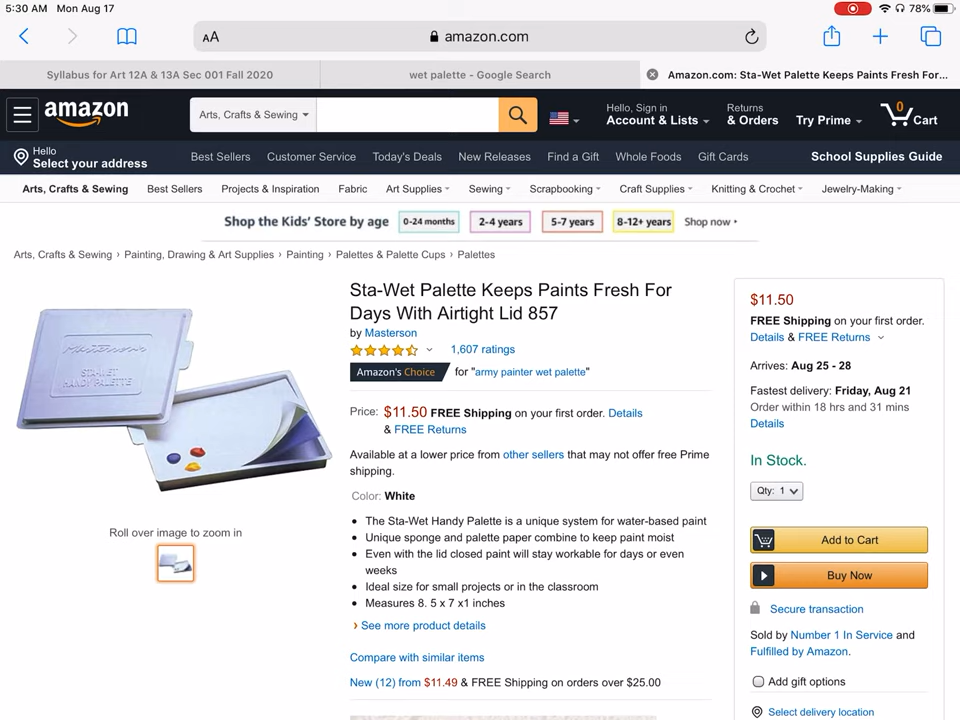 5:30 AM Mon Aug 17
78%
AA
amazon.com
Syllabus for Art 12A & 13A Sec 001 Fall 2020
wet palette - Google Search
Amazon.com: Sta-Wet Palette Keeps Paints Fresh For...
amazon
Arts, Crafts & Sewing
Hello, Sign in
Account & Lists
Returns
& Orders
Try Prime
0
Cart
Hello
Select your address
Best Sellers
Customer Service
Today's Deals
New Releases
Find a Gift
Whole Foods
Gift Cards
School Supplies Guide
Arts, Crafts & Sewing
Best Sellers
Projects & Inspiration
Fabric
Art Supplies
Sewing
Scrapbooking
Craft Supplies
Knitting & Crochet
Jewelry-Making
Shop the Kids' Store by age
0-24 months
2-4 years
5-7 years
8-12+ years
Shop now
Arts, Crafts & Sewing › Painting, Drawing & Art Supplies › Painting › Palettes & Palette Cups › Palettes
Masterson's
STA-WET
HANDY PALETTE
Roll over image to zoom in
Sta-Wet Palette Keeps Paints Fresh For
Days With Airtight Lid 857
by Masterson
1,607 ratings
Amazon's Choice for "army painter wet palette"
Price: $11.50 FREE Shipping on your first order. Details
& FREE Returns
Available at a lower price from other sellers that may not offer free Prime
shipping.
Color: White
• The Sta-Wet Handy Palette is a unique system for water-based paint
• Unique sponge and palette paper combine to keep paint moist
• Even with the lid closed paint will stay workable for days or even
weeks
• Ideal size for small projects or in the classroom
• Measures 8. 5 x 7 x1 inches
› See more product details
Compare with similar items
New (12) from $11.49 & FREE Shipping on orders over $25.00
$11.50
FREE Shipping on your first order.
Details & FREE Returns
Arrives: Aug 25 - 28
Fastest delivery: Friday, Aug 21
Order within 18 hrs and 31 mins
Details
In Stock.
Qty: 1
Add to Cart
Buy Now
Secure transaction
Sold by Number 1 In Service and
Fulfilled by Amazon.
Add gift options
Select delivery location